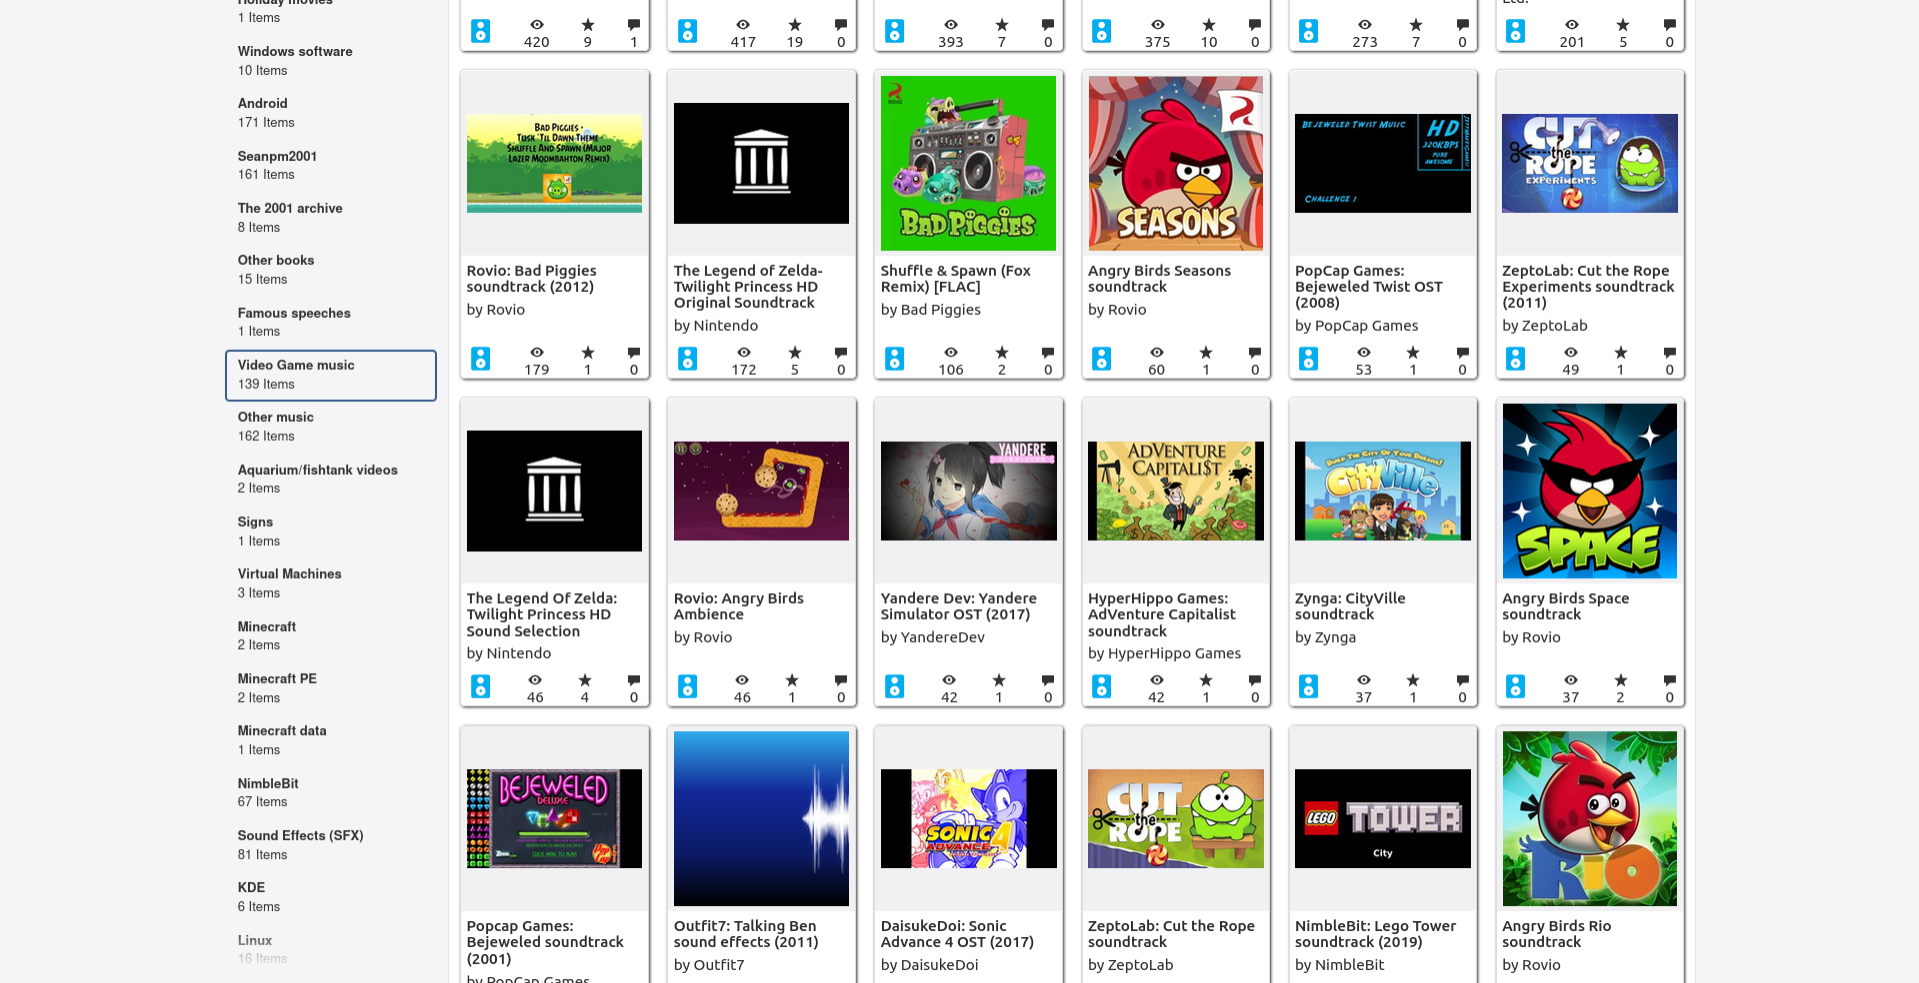 Holiday movies
1 Items
Windows software
10 Items
Android
171 Items
Seanpm2001
161 Items
The 2001 archive
8 Items
Other books
15 Items
Famous speeches
1 Items
Video Game music
139 Items
Other music
162 Items
Aquarium/fishtank videos
2 Items
Signs
1 Items
Virtual Machines
3 Items
Minecraft
2 Items
Minecraft PE
2 Items
Minecraft data
1 Items
NimbleBit
67 Items
Sound Effects (SFX)
81 Items
KDE
6 Items
Linux
16 Items
420 9 1
417 19 0
393 7 0
375 10 0
273 7 0
Ltd.
201 5 0
Bad Piggies -
Tusk 'Til Dawn Theme
Shuffle And Spawn (Major
Lazer Moombahton Remix)
Rovio: Bad Piggies
soundtrack (2012)
by Rovio
179 1 0
The Legend of Zelda-
Twilight Princess HD
Original Soundtrack
by Nintendo
172 5 0
ROVIO
BAD PIGGIES
Shuffle & Spawn (Fox
Remix) [FLAC]
by Bad Piggies
106 2 0
SEASONS
Angry Birds Seasons
soundtrack
by Rovio
60 1 0
Bejeweled Twist Music
HD
320KBPS
PURE
AWESOME
Challenge 1
PopCap Games:
Bejeweled Twist OST
(2008)
by PopCap Games
53 1 0
CUT
the
ROPE
EXPERIMENTS
ZeptoLab: Cut the Rope
Experiments soundtrack
(2011)
by ZeptoLab
49 1 0
The Legend Of Zelda:
Twilight Princess HD
Sound Selection
by Nintendo
46 4 0
Rovio: Angry Birds
Ambience
by Rovio
46 1 0
YANDERE
Yandere Dev: Yandere
Simulator OST (2017)
by YandereDev
42 1 0
ADVENTURE
CAPITALI$T
HyperHippo Games:
AdVenture Capitalist
soundtrack
by HyperHippo Games
42 1 0
Build The City Of Your Dreams!
CityVille
Zynga: CityVille
soundtrack
by Zynga
37 1 0
SPACE
Angry Birds Space
soundtrack
by Rovio
37 2 0
BEJEWELED
DELUXE
CLICK HERE TO PLAY!
PopCap
Popcap Games:
Bejeweled soundtrack
(2001)
by PopCap Games
Outfit7: Talking Ben
sound effects (2011)
by Outfit7
SONIC
ADVANCE 4
DaisukeDoi: Sonic
Advance 4 OST (2017)
by DaisukeDoi
CUT
the
ROPE
ZeptoLab: Cut the Rope
soundtrack
by ZeptoLab
LEGO TOWER
City
NimbleBit: Lego Tower
soundtrack (2019)
by NimbleBit
RIO
Angry Birds Rio
soundtrack
by Rovio